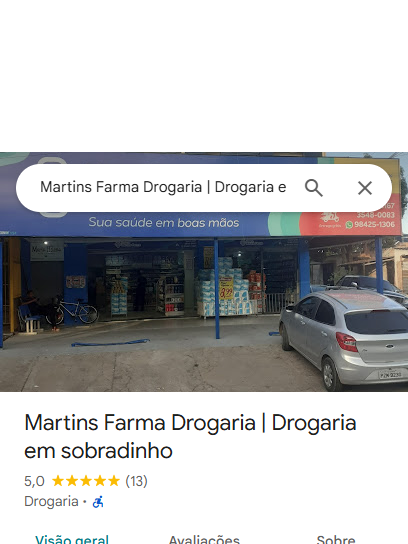 Martins Farma Drogaria | Drogaria e
Sua saúde em boas mãos
3948-0083
98425-1306
Martins Farma Drogaria | Drogaria
em sobradinho
5,0 (13)
Drogaria ·
Visão geral Avaliações Sobre